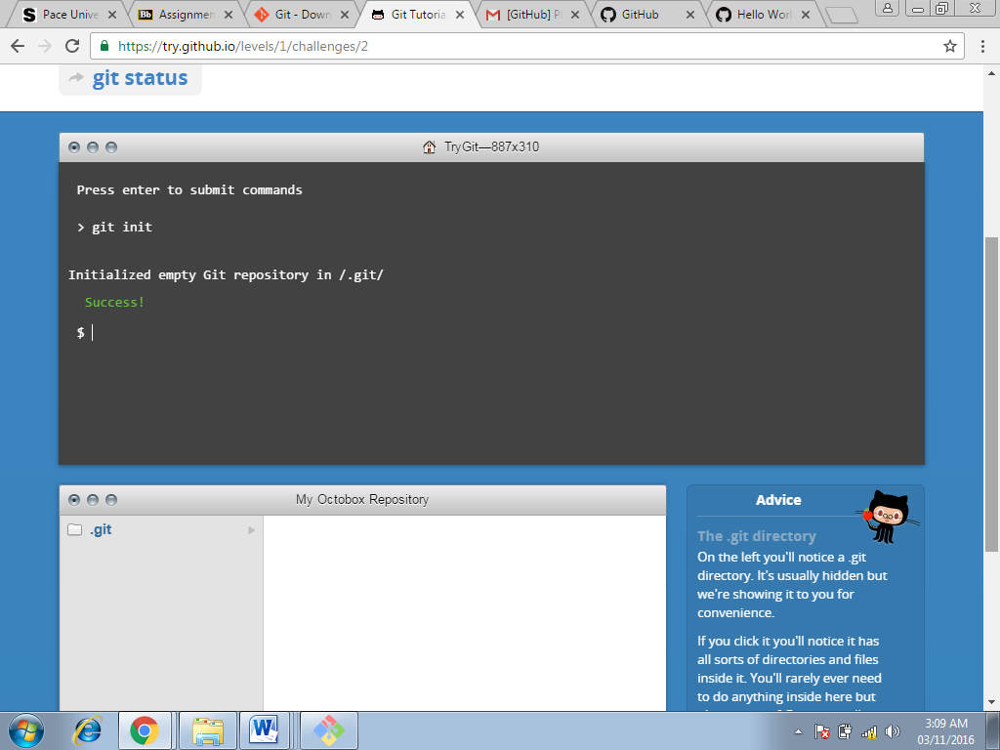 Pace Unive
Bb Assignmen
Git - Down
Git Tutoria
[GitHub] P
GitHub
Hello Worl
https://try.github.io/levels/1/challenges/2
git status
TryGit—887x310
Press enter to submit commands
> git init
Initialized empty Git repository in /.git/
Success!
$
My Octobox Repository
.git
Advice
The .git directory
On the left you'll notice a .git
directory. It's usually hidden but
we're showing it to you for
convenience.
If you click it you'll notice it has
all sorts of directories and files
inside it. You'll rarely ever need
to do anything inside here but
3:09 AM
03/11/2016